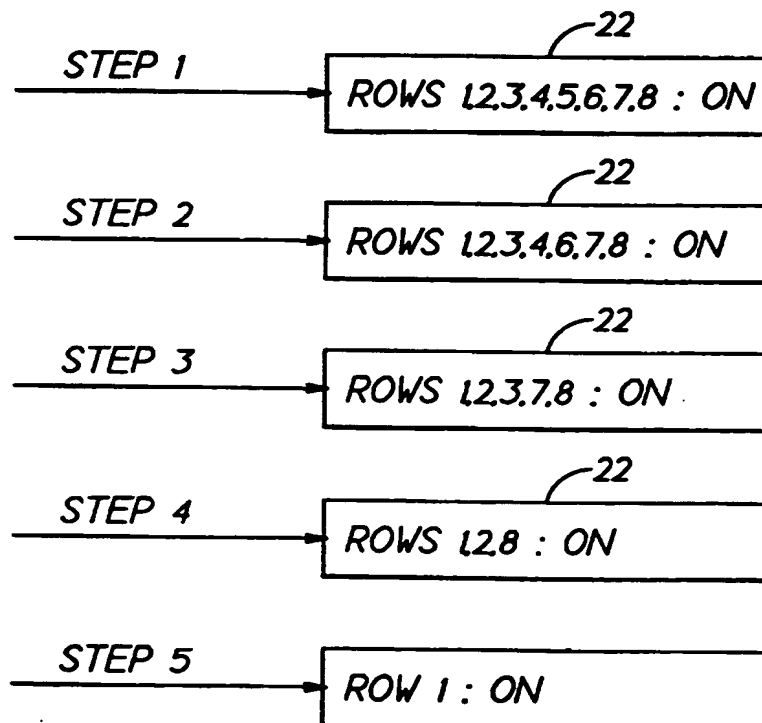 22
STEP 1
ROWS 1,2,3,4,5,6,7,8 : ON
22
STEP 2
ROWS 1,2,3,4,6,7,8 : ON
22
STEP 3
ROWS 1,2,3,7,8 : ON
22
STEP 4
ROWS 1,2,8 : ON
STEP 5
ROW 1 : ON